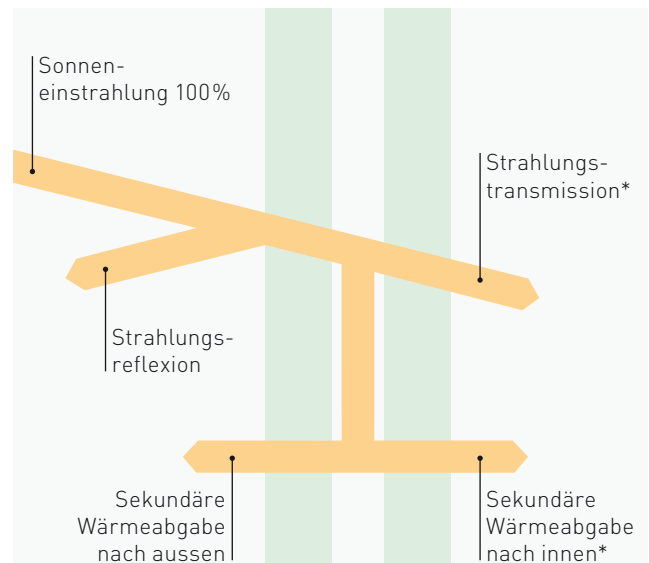 Sonnen-
einstrahlung 100%
Strahlungs-
transmission*
Strahlungs-
reflexion
Sekundäre
Wärmeabgabe
nach aussen
Sekundäre
Wärmeabgabe
nach innen*